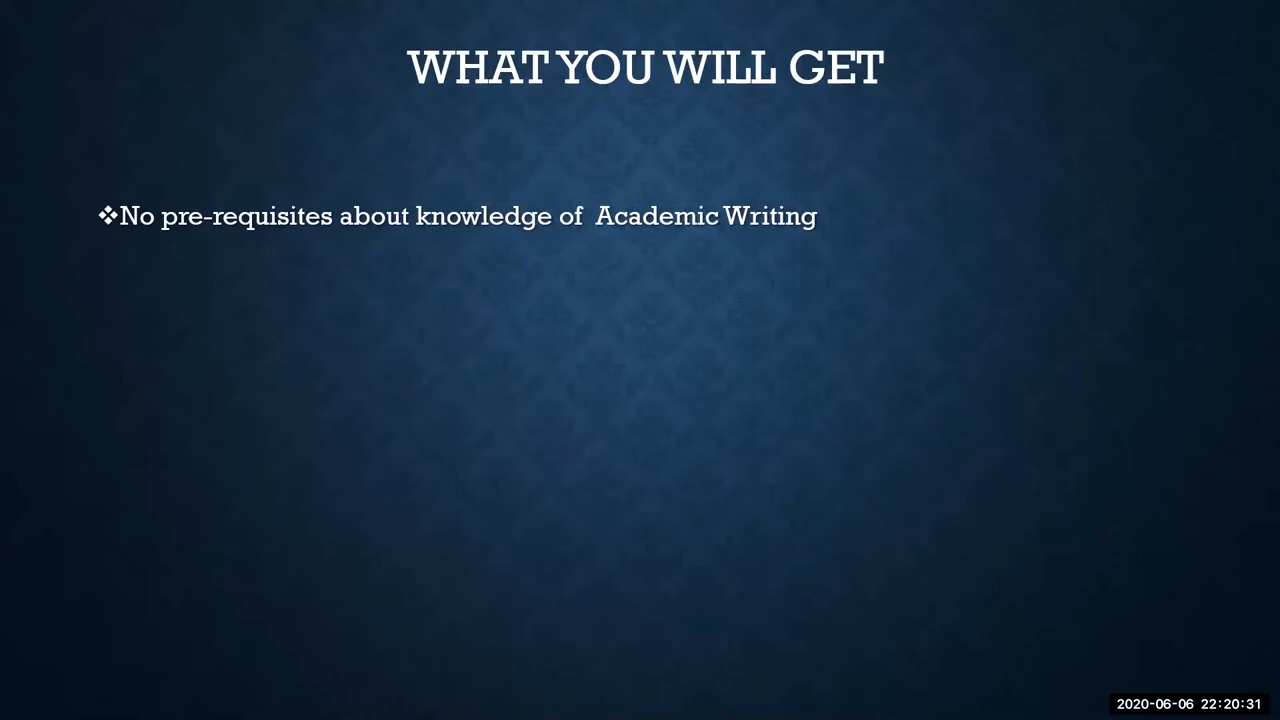 WHAT YOU WILL GET
❖No pre-requisites about knowledge of  Academic Writing
2020-06-06 22:20:31